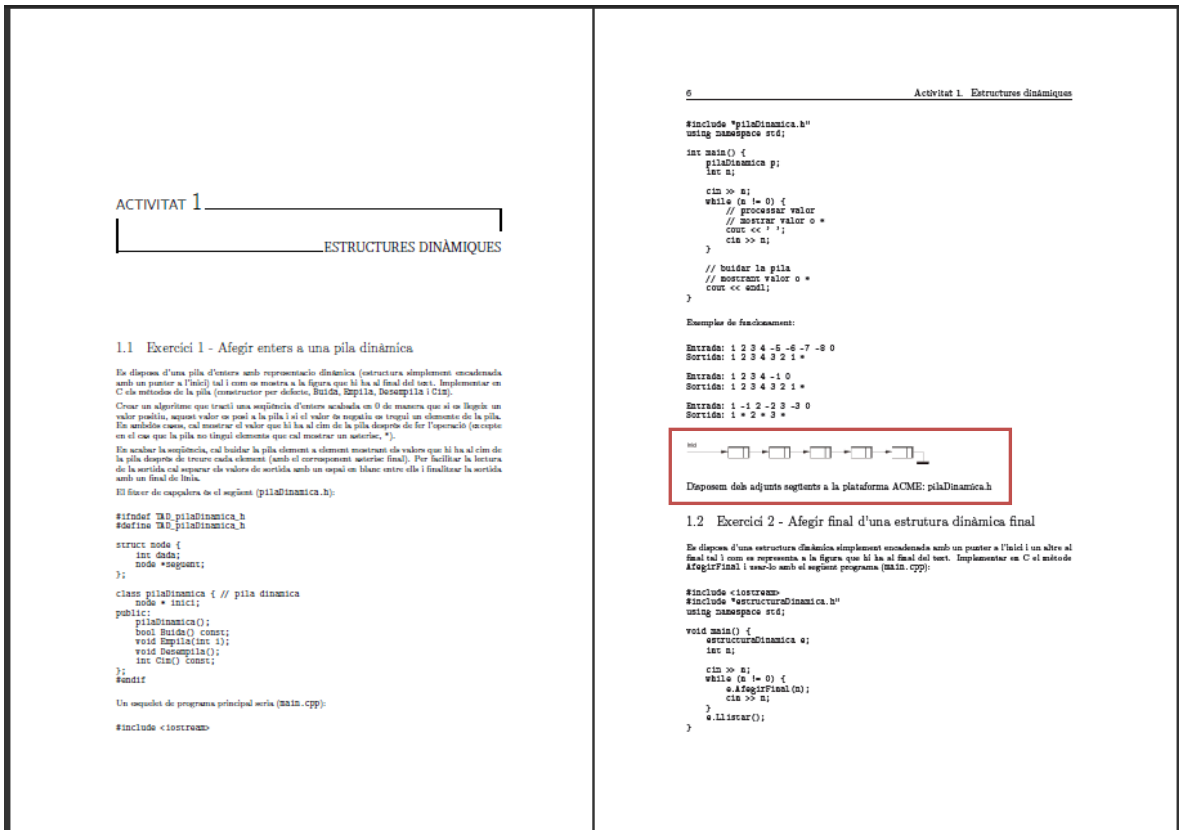 ACTIVITAT 1
ESTRUCTURES DINÀMIQUES
1.1 Exercici 1 - Afegir enters a una pila dinàmica
Es disposa d'una pila d'enters amb representacio dinàmica (estructura simplement encadenada
amb un punter a l'inici) tal i com es mostra a la figura que hi ha al final del text. Implementar en
C els mètodes de la pila (constructor per defecte, Buida, Empila, Desempila i Cim).
Crear un algoritme que tracti una seqüència d'enters acabada en 0 de manera que si es llegeix un
valor positiu, aquest valor es posi a la pila i si el valor és negatiu es tregui un element de la pila.
En ambdós casos, cal mostrar el valor que hi ha al cim de la pila després de fer l'operació (excepte
en el cas que la pila no tingui elements que cal mostrar un asterisc, *).
En acabar la seqüència, cal buidar la pila element a element mostrant els valors que hi ha al cim de
la pila després de treure cada element (amb el corresponent asterisc final). Per facilitar la lectura
de la sortida cal separar els valors de sortida amb un espai en blanc entre ells i finalitzar la sortida
amb un final de línia.
El fitxer de capçalera és el següent (pilaDinamica.h):
#ifndef TAD_pilaDinamica_h
#define TAD_pilaDinamica_h
struct node {
int dada;
node *seguent;
};
class pilaDinamica { // pila dinamica
node * inici;
public:
pilaDinamica();
bool Buida() const;
void Empila(int i);
void Desempila();
int Cim() const;
};
#endif
Un esquelet de programa principal seria (main.cpp):
#include <iostream>
6 Activitat 1. Estructures dinàmiques
#include "pilaDinamica.h"
using namespace std;
int main() {
pilaDinamica p;
int n;
cin >> n;
while (n != 0) {
// processar valor
// mostrar valor o *
cout << ' ';
cin >> n;
}
// buidar la pila
// mostrant valor o *
cout << endl;
}
Exemples de funcionament:
Entrada: 1 2 3 4 -5 -6 -7 -8 0
Sortida: 1 2 3 4 3 2 1 *
Entrada: 1 2 3 4 -1 0
Sortida: 1 2 3 4 3 2 1 *
Entrada: 1 -1 2 -2 3 -3 0
Sortida: 1 * 2 * 3 *
Disposem dels adjunts següents a la plataforma ACME: pilaDinamica.h
1.2 Exercici 2 - Afegir final d'una estrutura dinàmica final
Es disposa d'una estructura dinàmica simplement encadenada amb un punter a l'inici i un altre al
final tal i com es representa a la figura que hi ha al final del text. Implementar en C el mètode
AfegirFinal i usar-lo amb el següent programa (main.cpp):
#include <iostream>
#include "estructuraDinamica.h"
using namespace std;
void main() {
estructuraDinamica e;
int n;
cin >> n;
while (n != 0) {
e.AfegirFinal(n);
cin >> n;
}
e.Llistar();
}